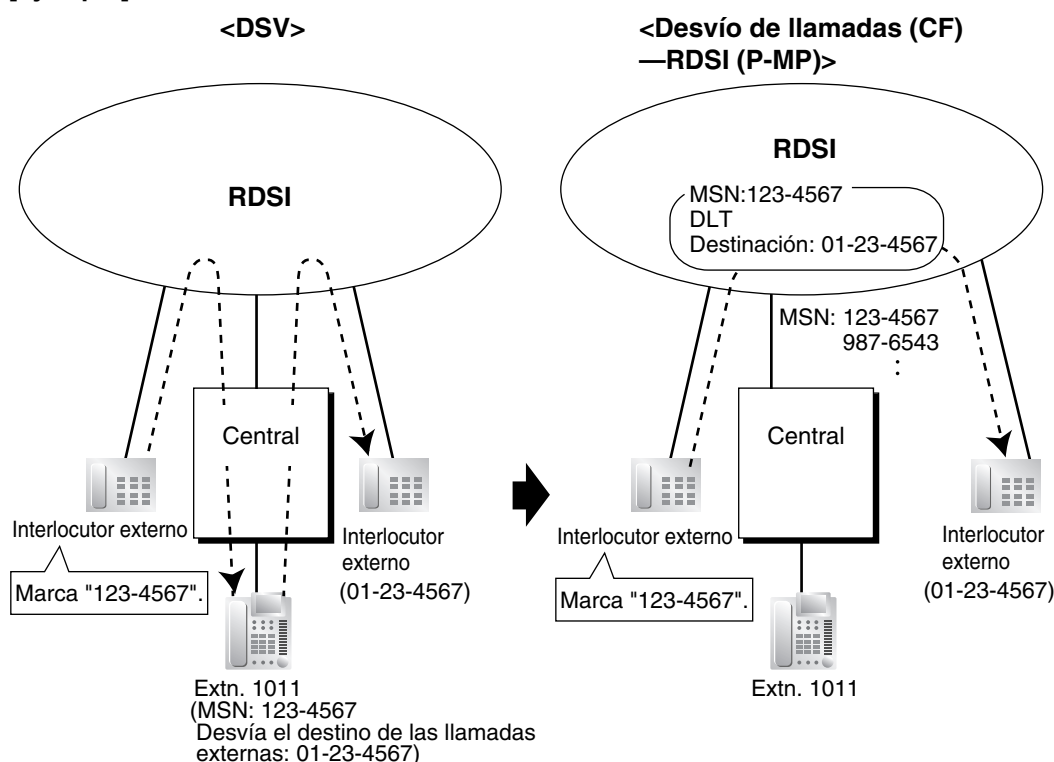 <DSV>
RDSI
Central
Interlocutor externo
Marca "123-4567".
Interlocutor
externo
(01-23-4567)
Extn. 1011
(MSN: 123-4567
Desvía el destino de las llamadas
externas: 01-23-4567)
<Desvío de llamadas (CF)
—RDSI (P-MP)>
RDSI
MSN:123-4567
DLT
Destinación: 01-23-4567
MSN: 123-4567
987-6543
:
Central
Interlocutor externo
Marca "123-4567".
Interlocutor
externo
(01-23-4567)
Extn. 1011